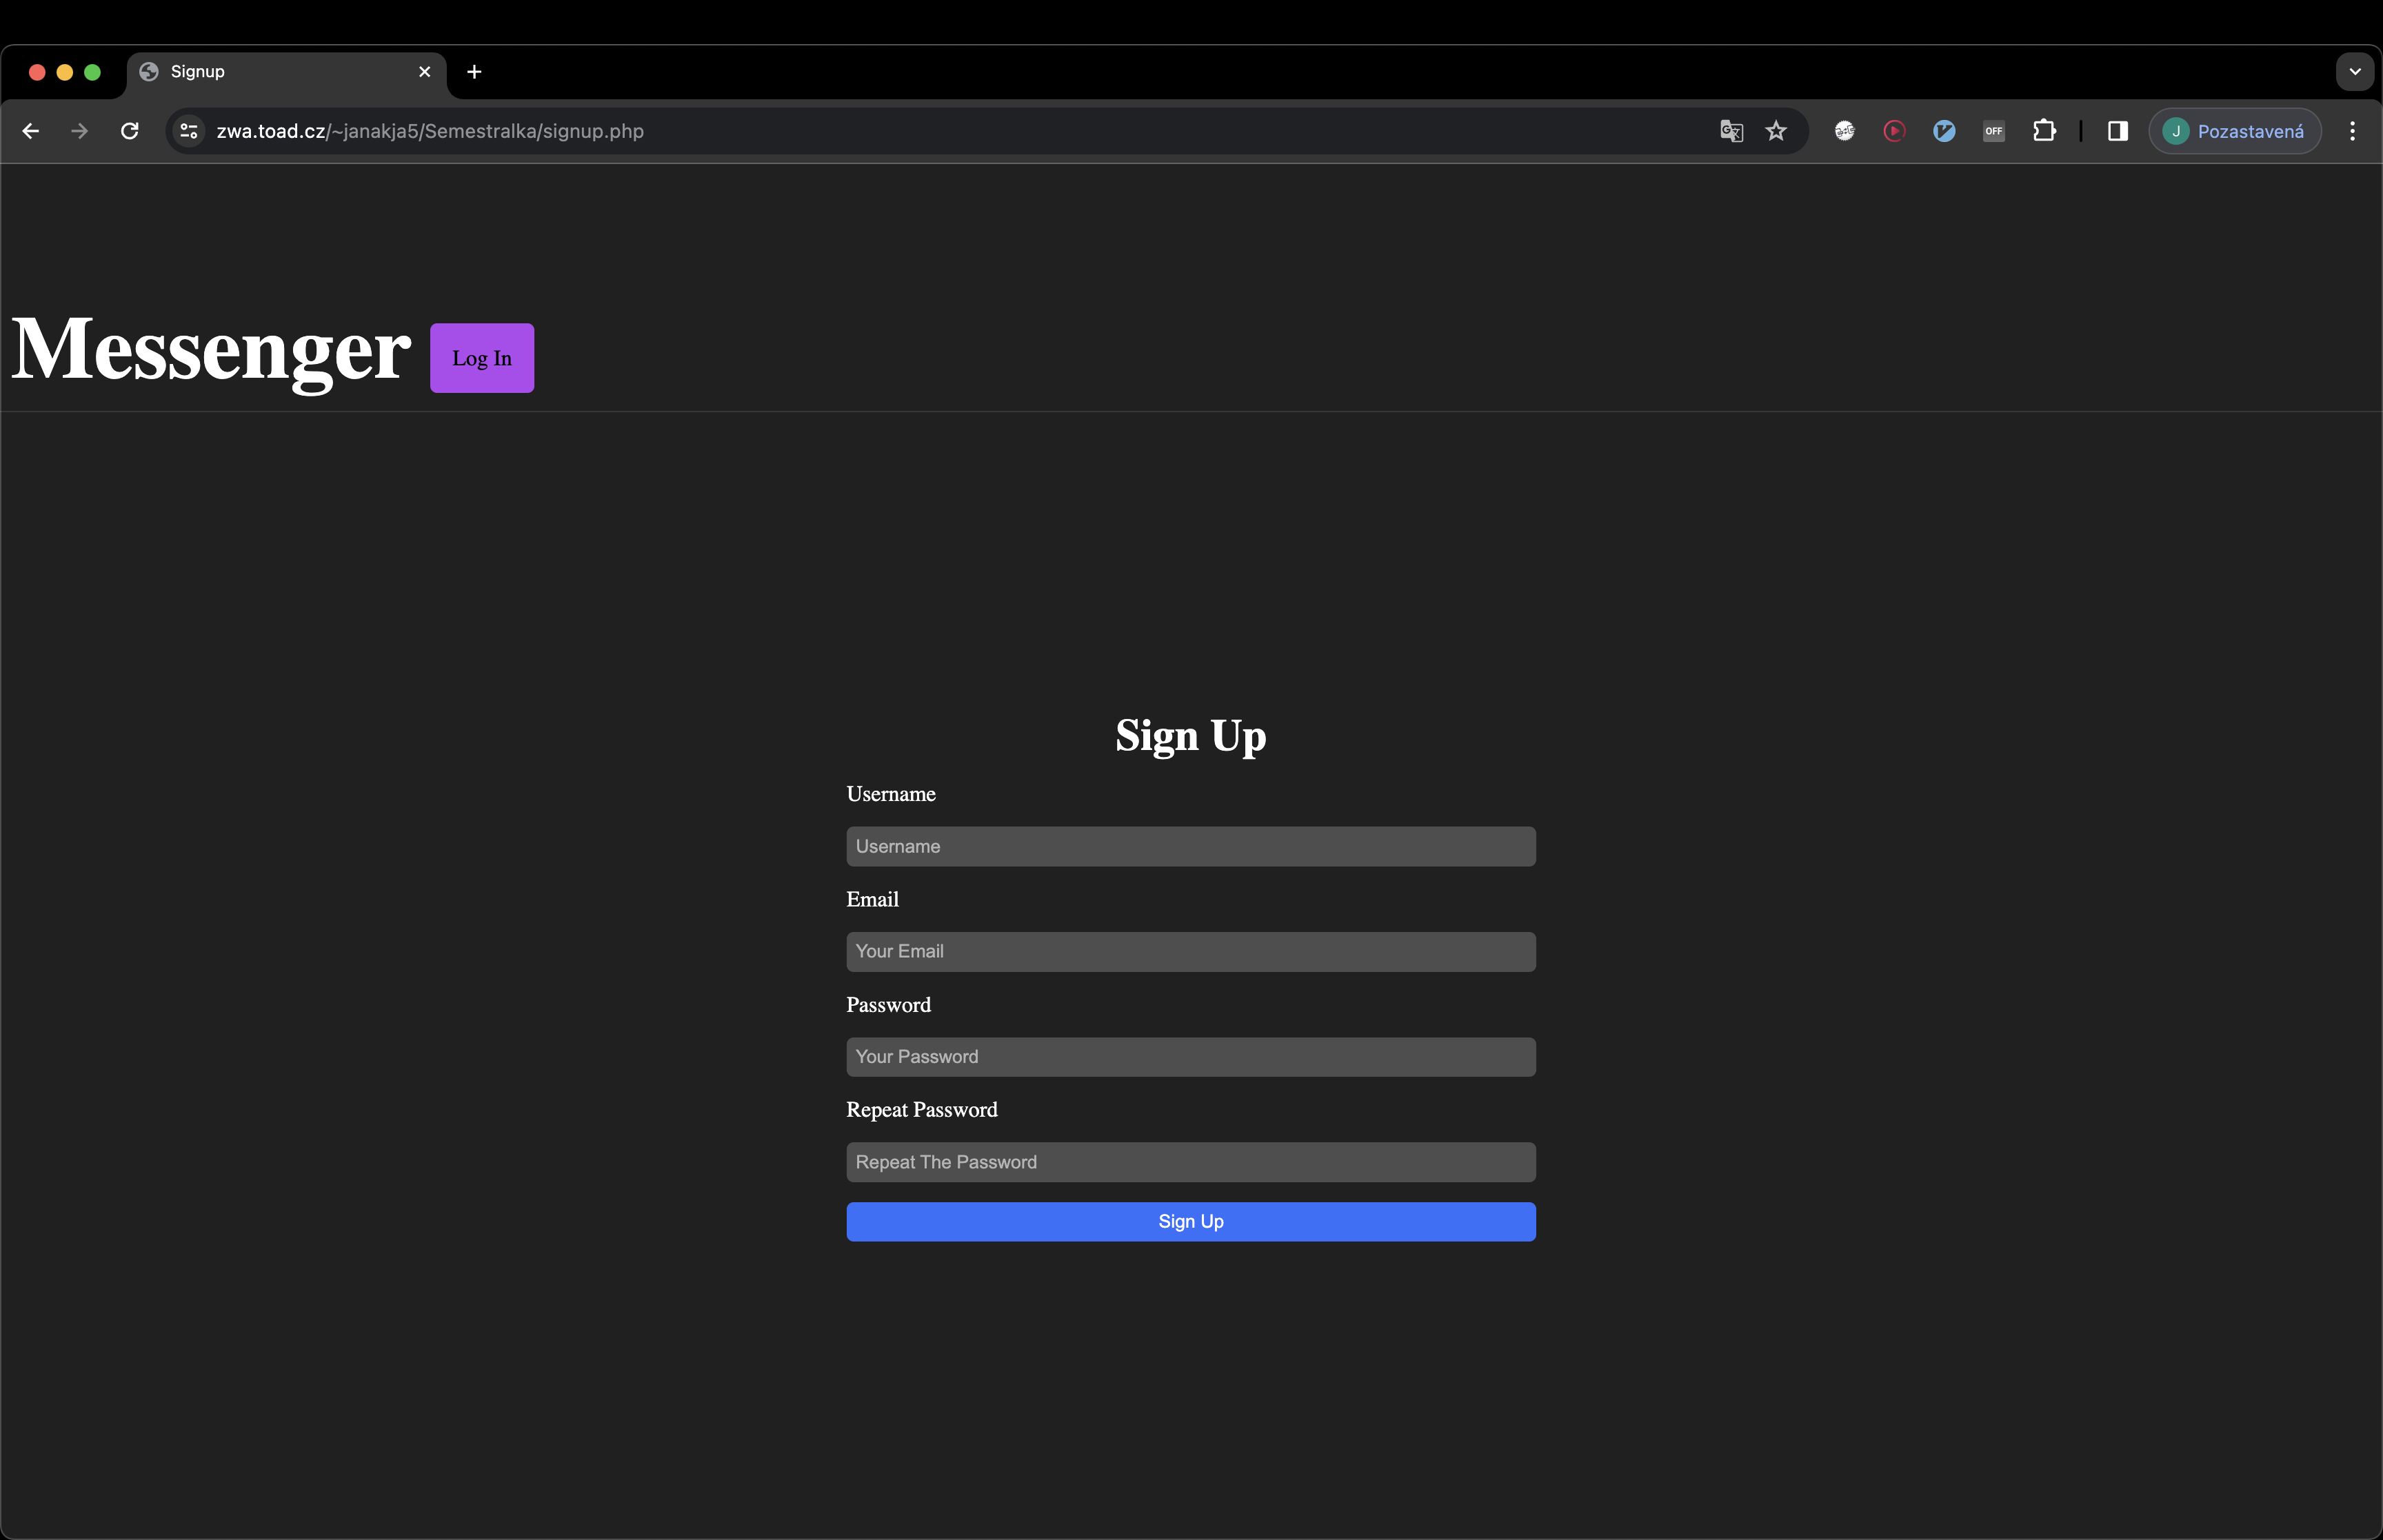 Signup
zwa.toad.cz/~janakja5/Semestralka/signup.php
OFF
J Pozastavená
Messenger Log In
Sign Up
Username
Username
Email
Your Email
Password
Your Password
Repeat Password
Repeat The Password
Sign Up